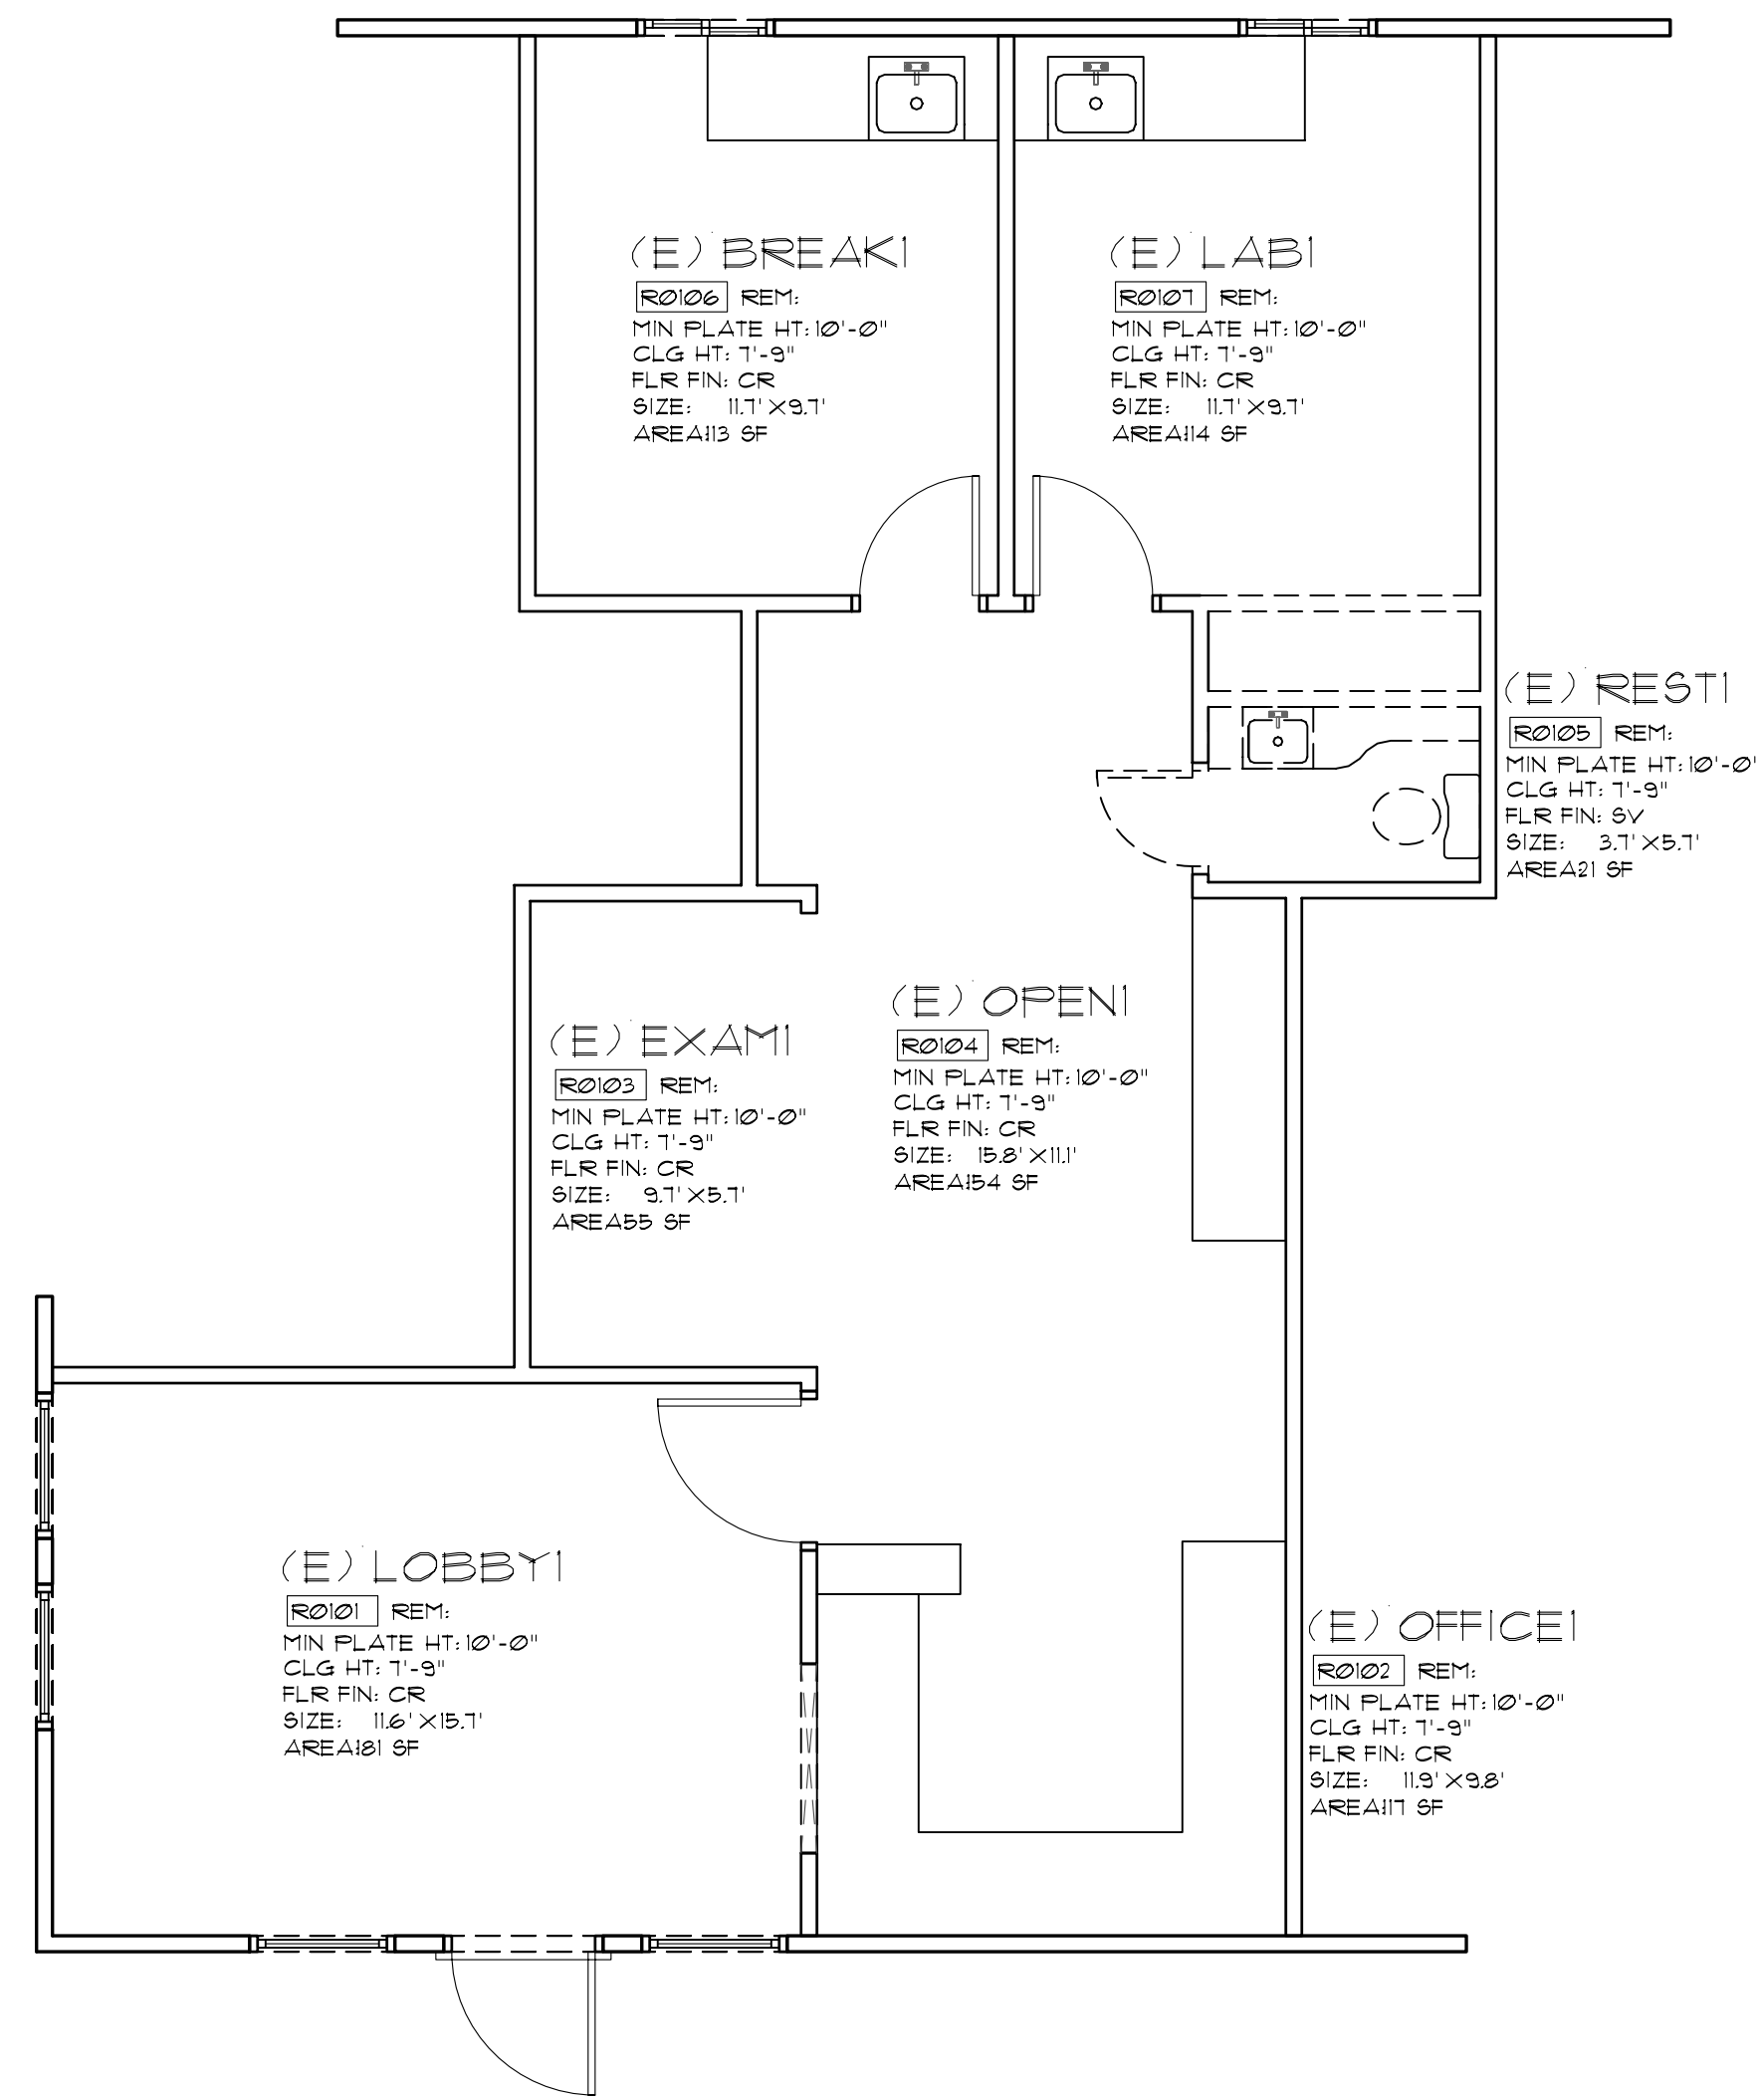 (E) BREAK1
R0106 REM:
MIN PLATE HT: 10'-0"
CLG HT: 7'-9"
FLR FIN: CR
SIZE: 11.7' X 9.7'
AREA:113 SF
(E) LAB1
R0107 REM:
MIN PLATE HT: 10'-0"
CLG HT: 7'-9"
FLR FIN: CR
SIZE: 11.7' X 9.7'
AREA:114 SF
(E) REST1
R0105 REM:
MIN PLATE HT: 10'-0'
CLG HT: 7'-9"
FLR FIN: SV
SIZE: 3.7' X 5.7'
AREA:21 SF
(E) OPEN1
R0104 REM:
MIN PLATE HT: 10'-0"
CLG HT: 7'-9"
FLR FIN: CR
SIZE: 15.8' X 11.1'
AREA:154 SF
(E) EXAM1
R0103 REM:
MIN PLATE HT: 10'-0"
CLG HT: 7'-9"
FLR FIN: CR
SIZE: 9.7' X 5.7'
AREA:55 SF
(E) LOBBY1
R0101 REM:
MIN PLATE HT: 10'-0"
CLG HT: 7'-9"
FLR FIN: CR
SIZE: 11.6' X 15.7'
AREA:181 SF
(E) OFFICE1
R0102 REM:
MIN PLATE HT: 10'-0"
CLG HT: 7'-9"
FLR FIN: CR
SIZE: 11.9' X 9.8'
AREA:117 SF